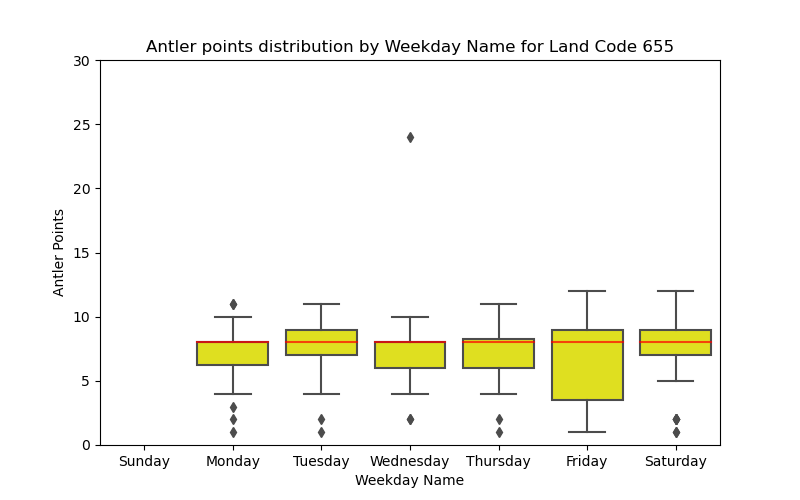 Antler points distribution by Weekday Name for Land Code 655
30
25
20
15
10
5
0
Antler Points
Sunday Monday Tuesday Wednesday Thursday Friday Saturday
Weekday Name